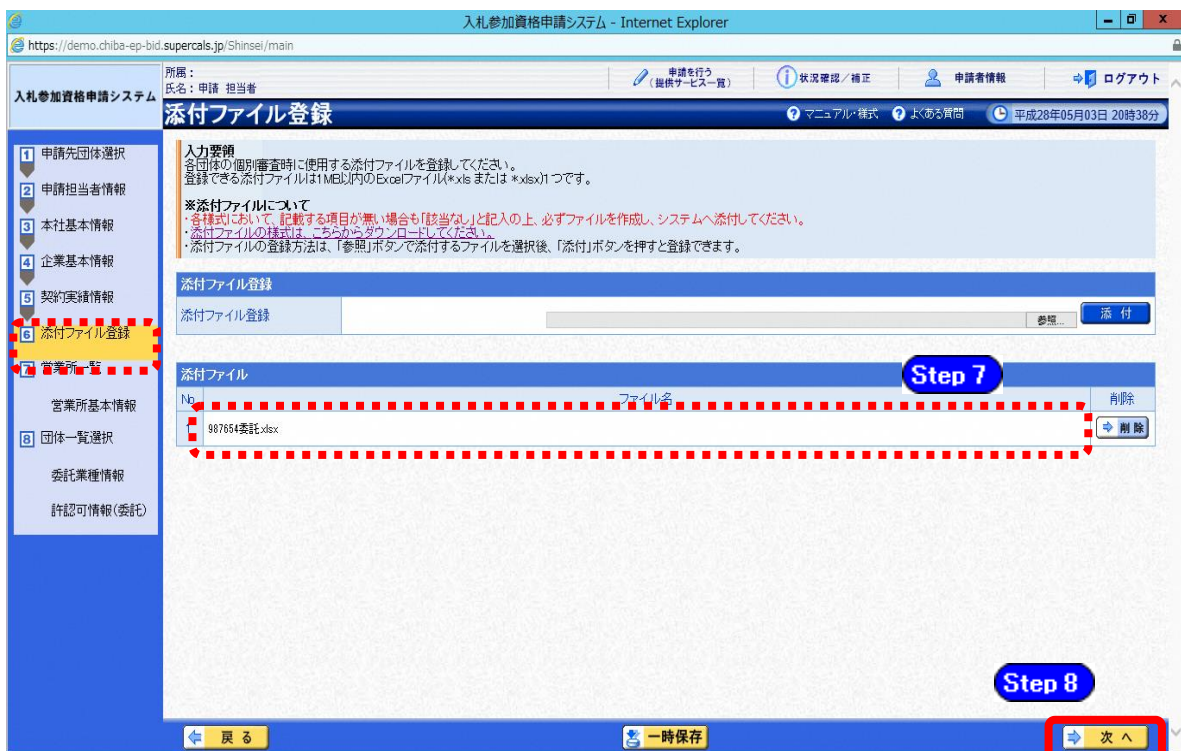 入札参加資格申請システム - Internet Explorer
https://demo.chiba-ep-bid.supercals.jp/Shinsei/main
入札参加資格申請システム
所属：
氏名：申請 担当者
申請を行う
(提供サービス一覧)
状況確認／補正
申請者情報
ログアウト
添付ファイル登録
マニュアル・様式
よくある質問
平成28年05月03日 20時38分
1 申請先団体選択
2 申請担当者情報
3 本社基本情報
4 企業基本情報
5 契約実績情報
6 添付ファイル登録
7 営業所一覧
営業所基本情報
8 団体一覧選択
委託業種情報
許認可情報(委託)
入力要領
各団体の個別審査時に使用する添付ファイルを登録してください。
登録できる添付ファイルは1MB以内のExcelファイル(*.xls または *.xlsx)1つです。
※添付ファイルについて
・各様式において、記載する項目が無い場合も「該当なし」と記入の上、必ずファイルを作成し、システムへ添付してください。
・添付ファイルの様式は、こちらからダウンロードしてください。
・添付ファイルの登録方法は、「参照」ボタンで添付するファイルを選択後、「添付」ボタンを押すと登録できます。
添付ファイル登録
添付ファイル登録
参照...
添 付
添付ファイル
Step 7
No
ファイル名
削除
1
987654委託.xlsx
削 除
Step 8
戻 る
一時保存
次 へ